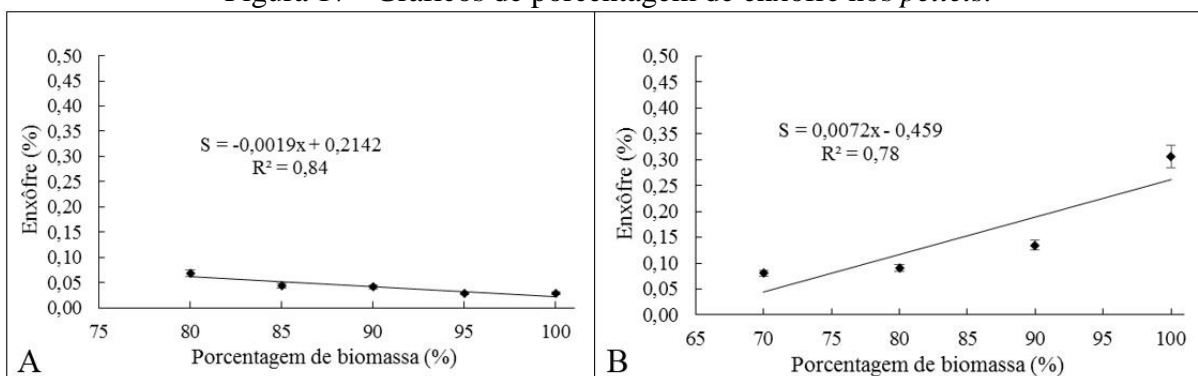 Figura 17 – Gráficos de porcentagem de enxofre nos pellets.
0,50
0,45
0,40
0,35
0,30
0,25
0,20
0,15
0,10
0,05
0,00
Enxôfre (%)
S = -0,0019x + 0,2142
R² = 0,84
75 80 85 90 95 100
Porcentagem de biomassa (%)
A
0,50
0,45
0,40
0,35
0,30
0,25
0,20
0,15
0,10
0,05
0,00
Enxôfre (%)
S = 0,0072x - 0,459
R² = 0,78
65 70 75 80 85 90 95 100
Porcentagem de biomassa (%)
B